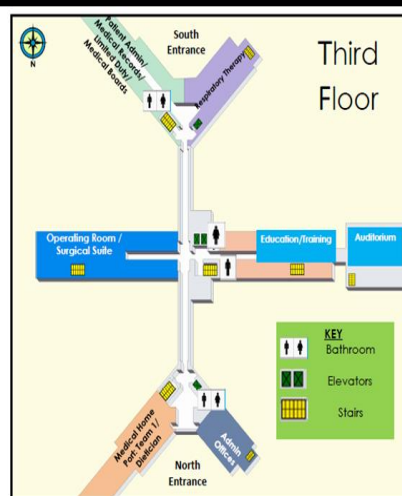 Third
Floor
South
Entrance
Patient Admin/
Medical Records/
Limited Duty/
Medical Boards
Respiratory Therapy
N
Operating Room /
Surgical Suite
Education/Training
Auditorium
KEY
Bathroom
Elevators
Stairs
Medical Home
Port: Team 1/
Dietician
Admin
Offices
North
Entrance